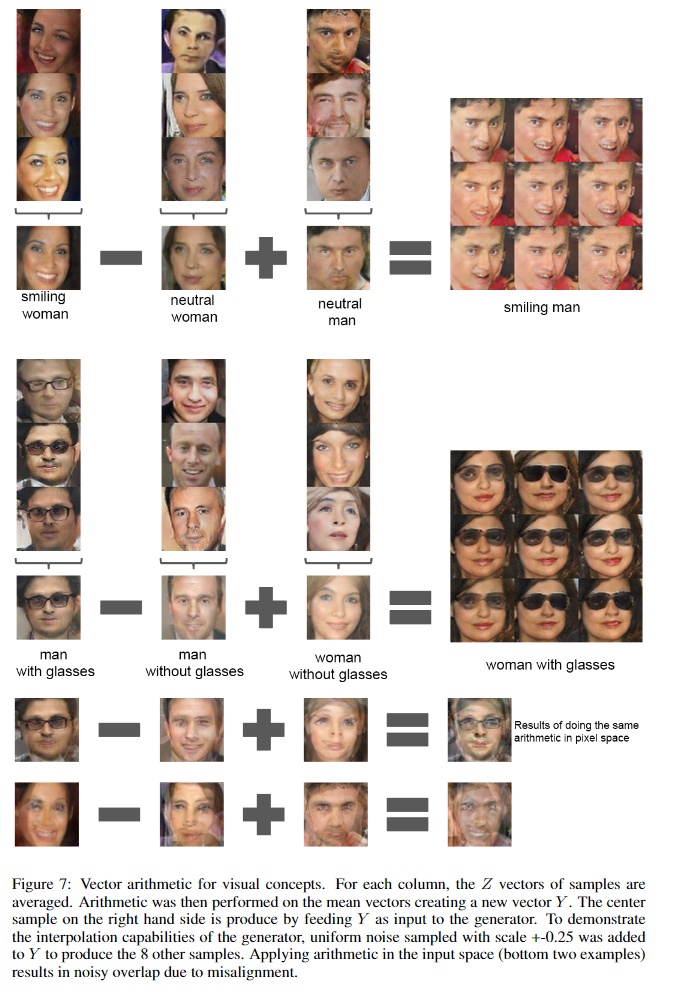 smiling
woman
neutral
woman
neutral
man
smiling man
man
with glasses
man
without glasses
woman
without glasses
woman with glasses
Results of doing the same
arithmetic in pixel space
Figure 7: Vector arithmetic for visual concepts. For each column, the Z vectors of samples are
averaged. Arithmetic was then performed on the mean vectors creating a new vector Y. The center
sample on the right hand side is produce by feeding Y as input to the generator. To demonstrate
the interpolation capabilities of the generator, uniform noise sampled with scale +-0.25 was added
to Y to produce the 8 other samples. Applying arithmetic in the input space (bottom two examples)
results in noisy overlap due to misalignment.